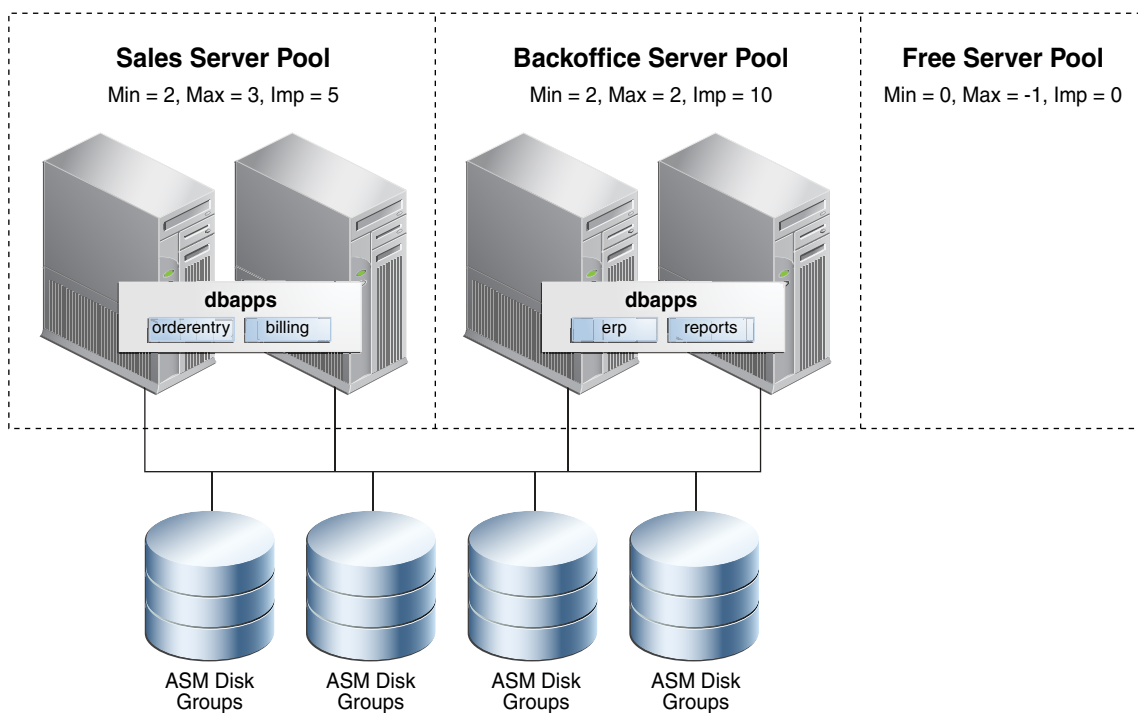 Sales Server Pool
Min = 2, Max = 3, Imp = 5
Backoffice Server Pool
Min = 2, Max = 2, Imp = 10
Free Server Pool
Min = 0, Max = -1, Imp = 0
dbapps
orderentry
billing
dbapps
erp
reports
ASM Disk
Groups
ASM Disk
Groups
ASM Disk
Groups
ASM Disk
Groups